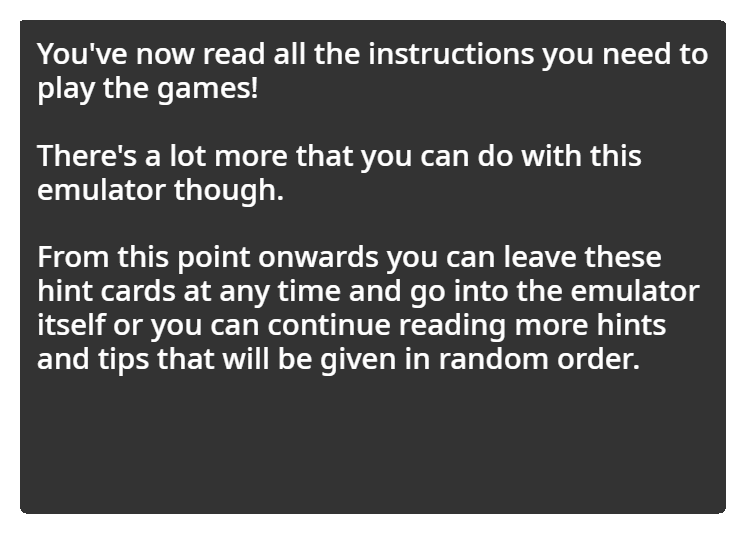 You've now read all the instructions you need to
play the games!
There's a lot more that you can do with this
emulator though.
From this point onwards you can leave these
hint cards at any time and go into the emulator
itself or you can continue reading more hints
and tips that will be given in random order.